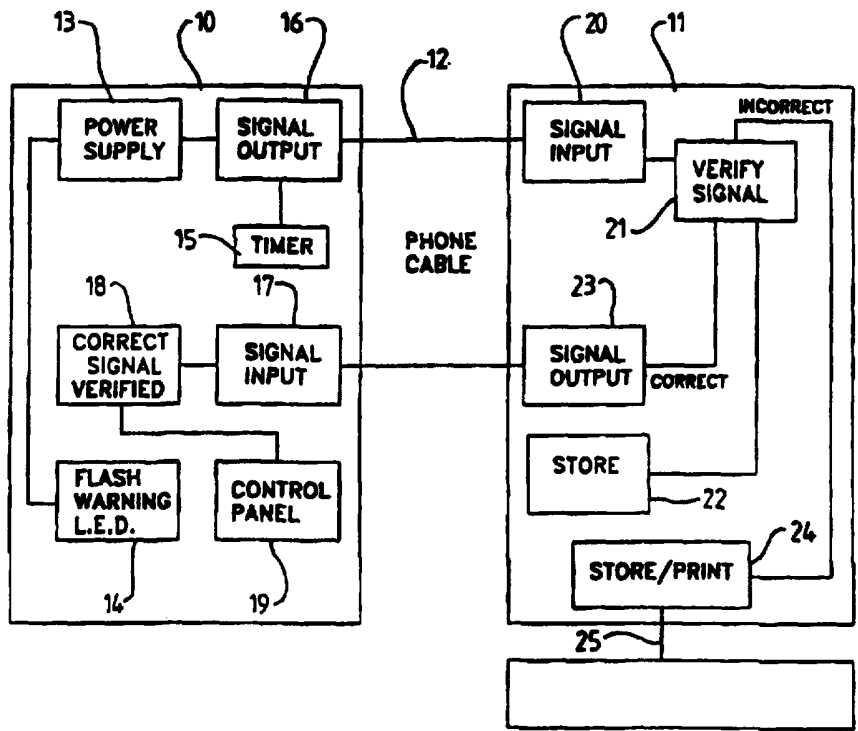 13
10
16
12
20
11
POWER
SUPPLY
SIGNAL
OUTPUT
SIGNAL
INPUT
INCORRECT
VERIFY
SIGNAL
21
15
TIMER
PHONE
CABLE
18
17
23
CORRECT
SIGNAL
VERIFIED
SIGNAL
INPUT
SIGNAL
OUTPUT
CORRECT
FLASH
WARNING
L.E.D.
CONTROL
PANEL
STORE
22
24
STORE/PRINT
14
19
25